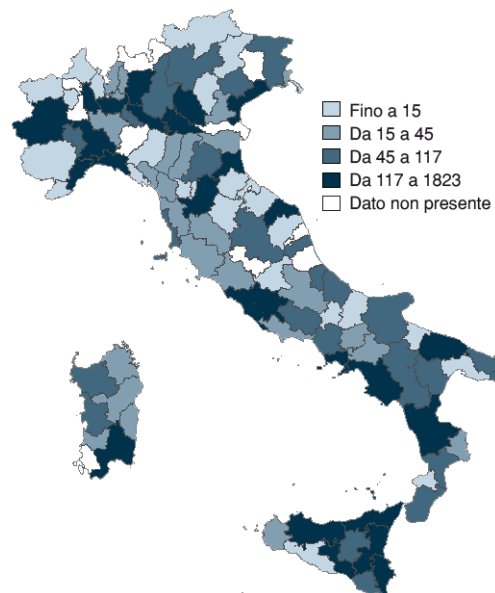 Fino a 15
Da 15 a 45
Da 45 a 117
Da 117 a 1823
Dato non presente